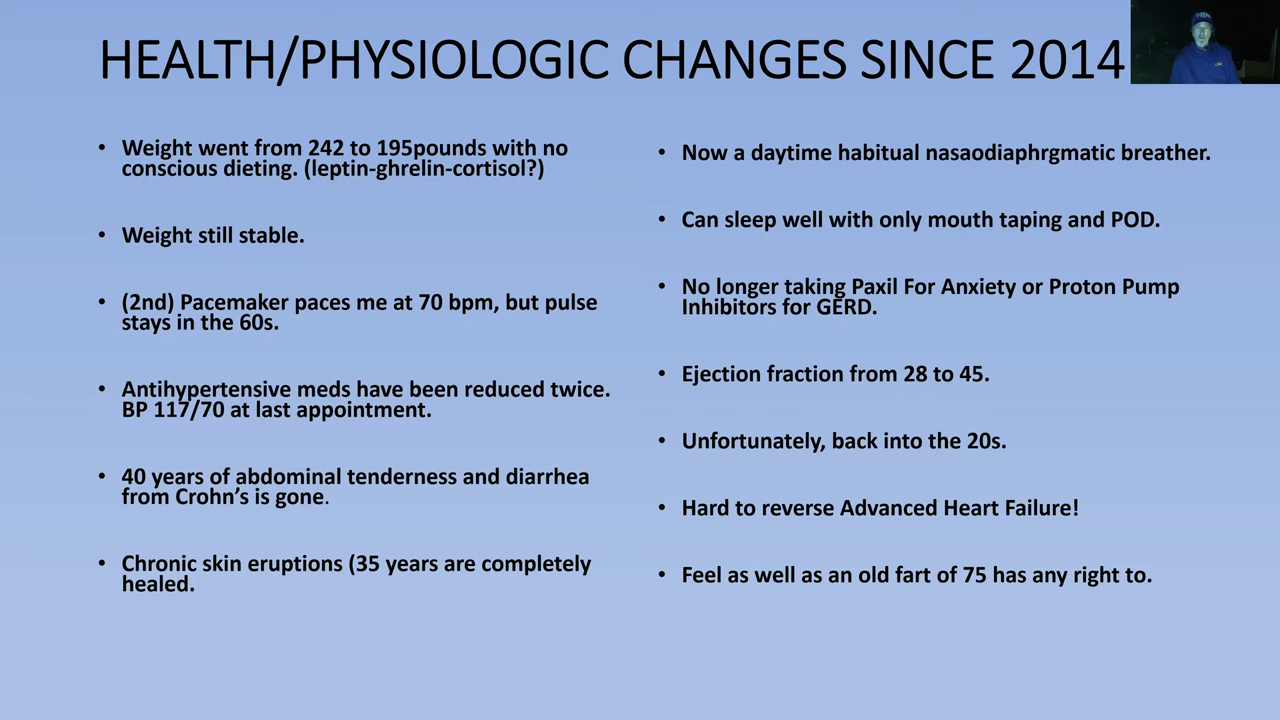 HEALTH/PHYSIOLOGIC CHANGES SINCE 2014
• Weight went from 242 to 195pounds with no
conscious dieting. (leptin-ghrelin-cortisol?)
• Weight still stable.
• (2nd) Pacemaker paces me at 70 bpm, but pulse
stays in the 60s.
• Antihypertensive meds have been reduced twice.
BP 117/70 at last appointment.
• 40 years of abdominal tenderness and diarrhea
from Crohn’s is gone.
• Chronic skin eruptions (35 years are completely
healed.
• Now a daytime habitual nasaodiaphrgmatic breather.
• Can sleep well with only mouth taping and POD.
• No longer taking Paxil For Anxiety or Proton Pump
Inhibitors for GERD.
• Ejection fraction from 28 to 45.
• Unfortunately, back into the 20s.
• Hard to reverse Advanced Heart Failure!
• Feel as well as an old fart of 75 has any right to.